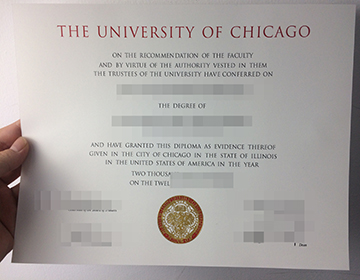 THE UNIVERSITY OF CHICAGO
ON THE RECOMMENDATION OF THE FACULTY
AND BY VIRTUE OF THE AUTHORITY VESTED IN THEM
THE TRUSTEES OF THE UNIVERSITY HAVE CONFERRED ON
THE DEGREE OF
AND HAVE GRANTED THIS DIPLOMA AS EVIDENCE THEREOF
GIVEN IN THE CITY OF CHICAGO IN THE STATE OF ILLINOIS
IN THE UNITED STATES OF AMERICA IN THE YEAR
TWO THOUSA
ON THE TWEL